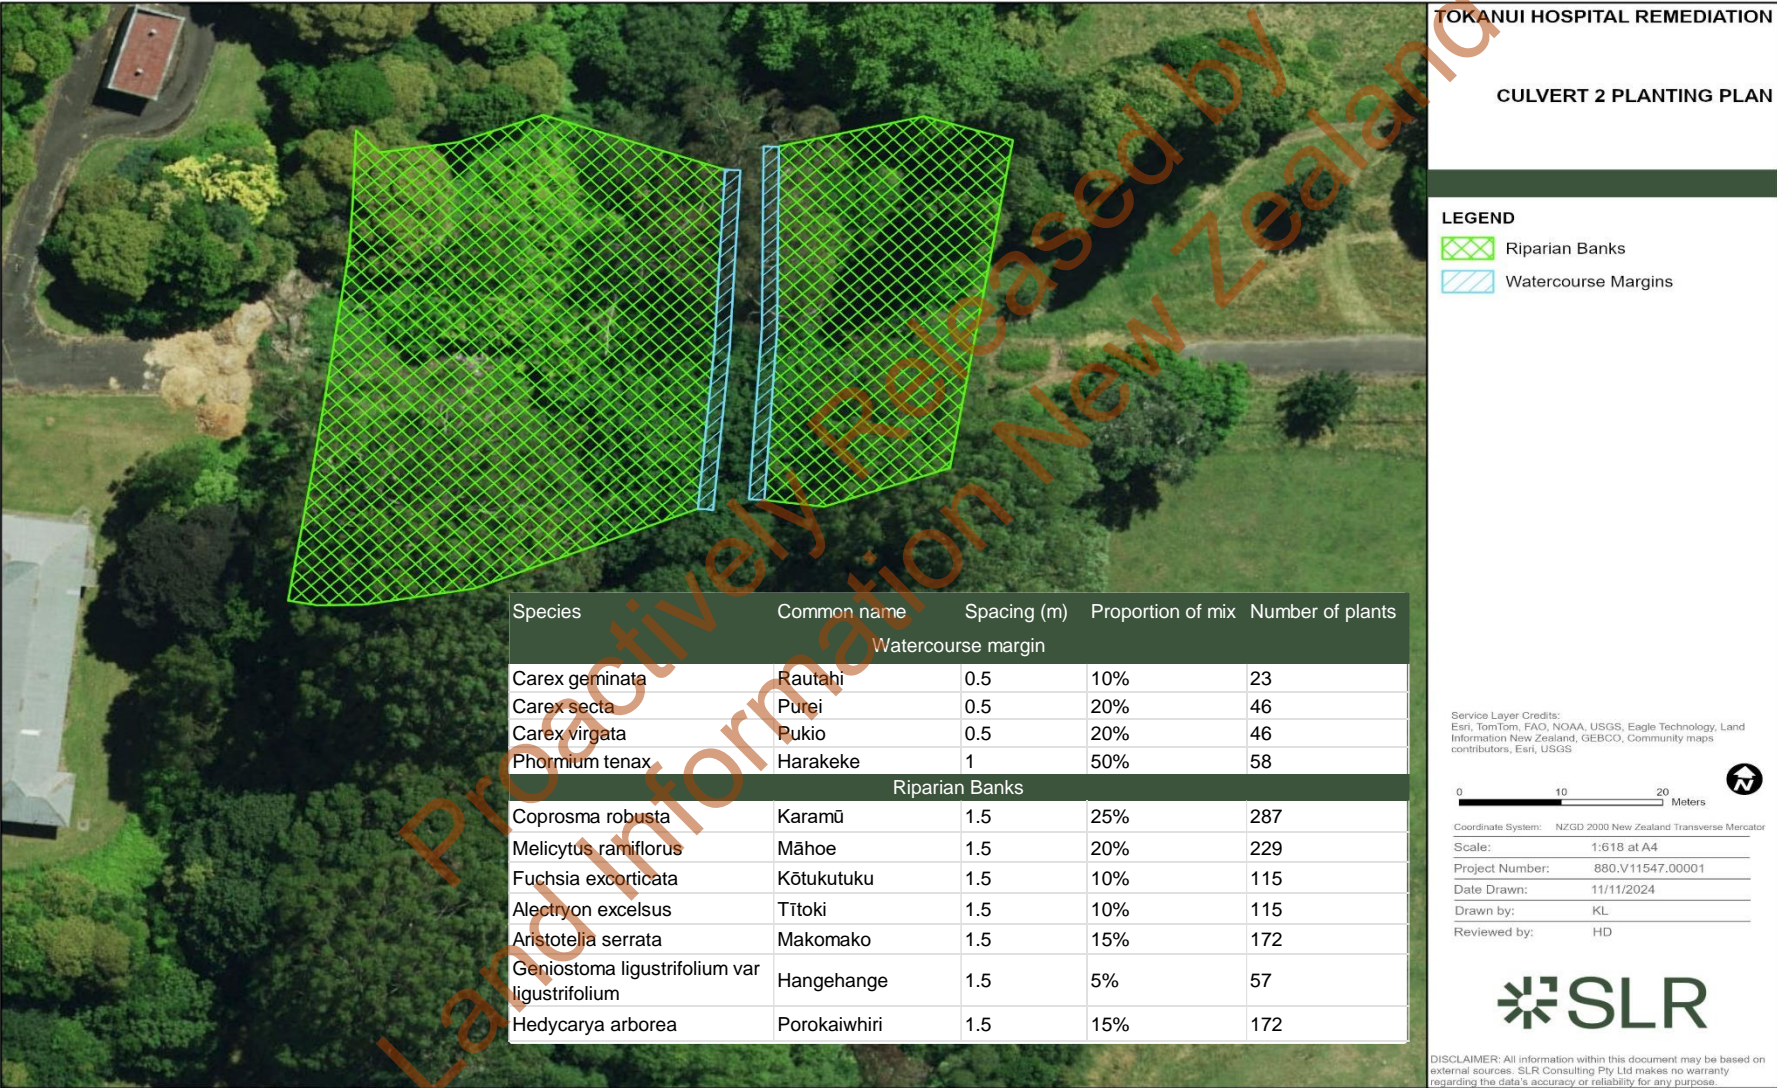 TOKANUI HOSPITAL REMEDIATION
CULVERT 2 PLANTING PLAN
LEGEND
Riparian Banks
Watercourse Margins
Species Common name Spacing (m) Proportion of mix Number of plants
Watercourse margin
Carex geminata Rautahi 0.5 10% 23
Carex secta Purei 0.5 20% 46
Carex virgata Pukio 0.5 20% 46
Phormium tenax Harakeke 1 50% 58
Riparian Banks
Coprosma robusta Karamū 1.5 25% 287
Melicytus ramiflorus Māhoe 1.5 20% 229
Fuchsia excorticata Kōtukutuku 1.5 10% 115
Alectryon excelsus Tītoki 1.5 10% 115
Aristotelia serrata Makomako 1.5 15% 172
Geniostoma ligustrifolium var
ligustrifolium Hangehange 1.5 5% 57
Hedycarya arborea Porokaiwhiri 1.5 15% 172
Proactively Released by
Land Information New Zealand
Service Layer Credits:
Esri, TomTom, FAO, NOAA, USGS, Eagle Technology, Land
Information New Zealand, GEBCO, Community maps
contributors, Esri, USGS
N
0 10 20
Meters
Coordinate System: NZGD 2000 New Zealand Transverse Mercator
Scale: 1:618 at A4
Project Number: 880.V11547.00001
Date Drawn: 11/11/2024
Drawn by: KL
Reviewed by: HD
SLR
DISCLAIMER: All information within this document may be based on
external sources. SLR Consulting Pty Ltd makes no warranty
regarding the data's accuracy or reliability for any purpose.